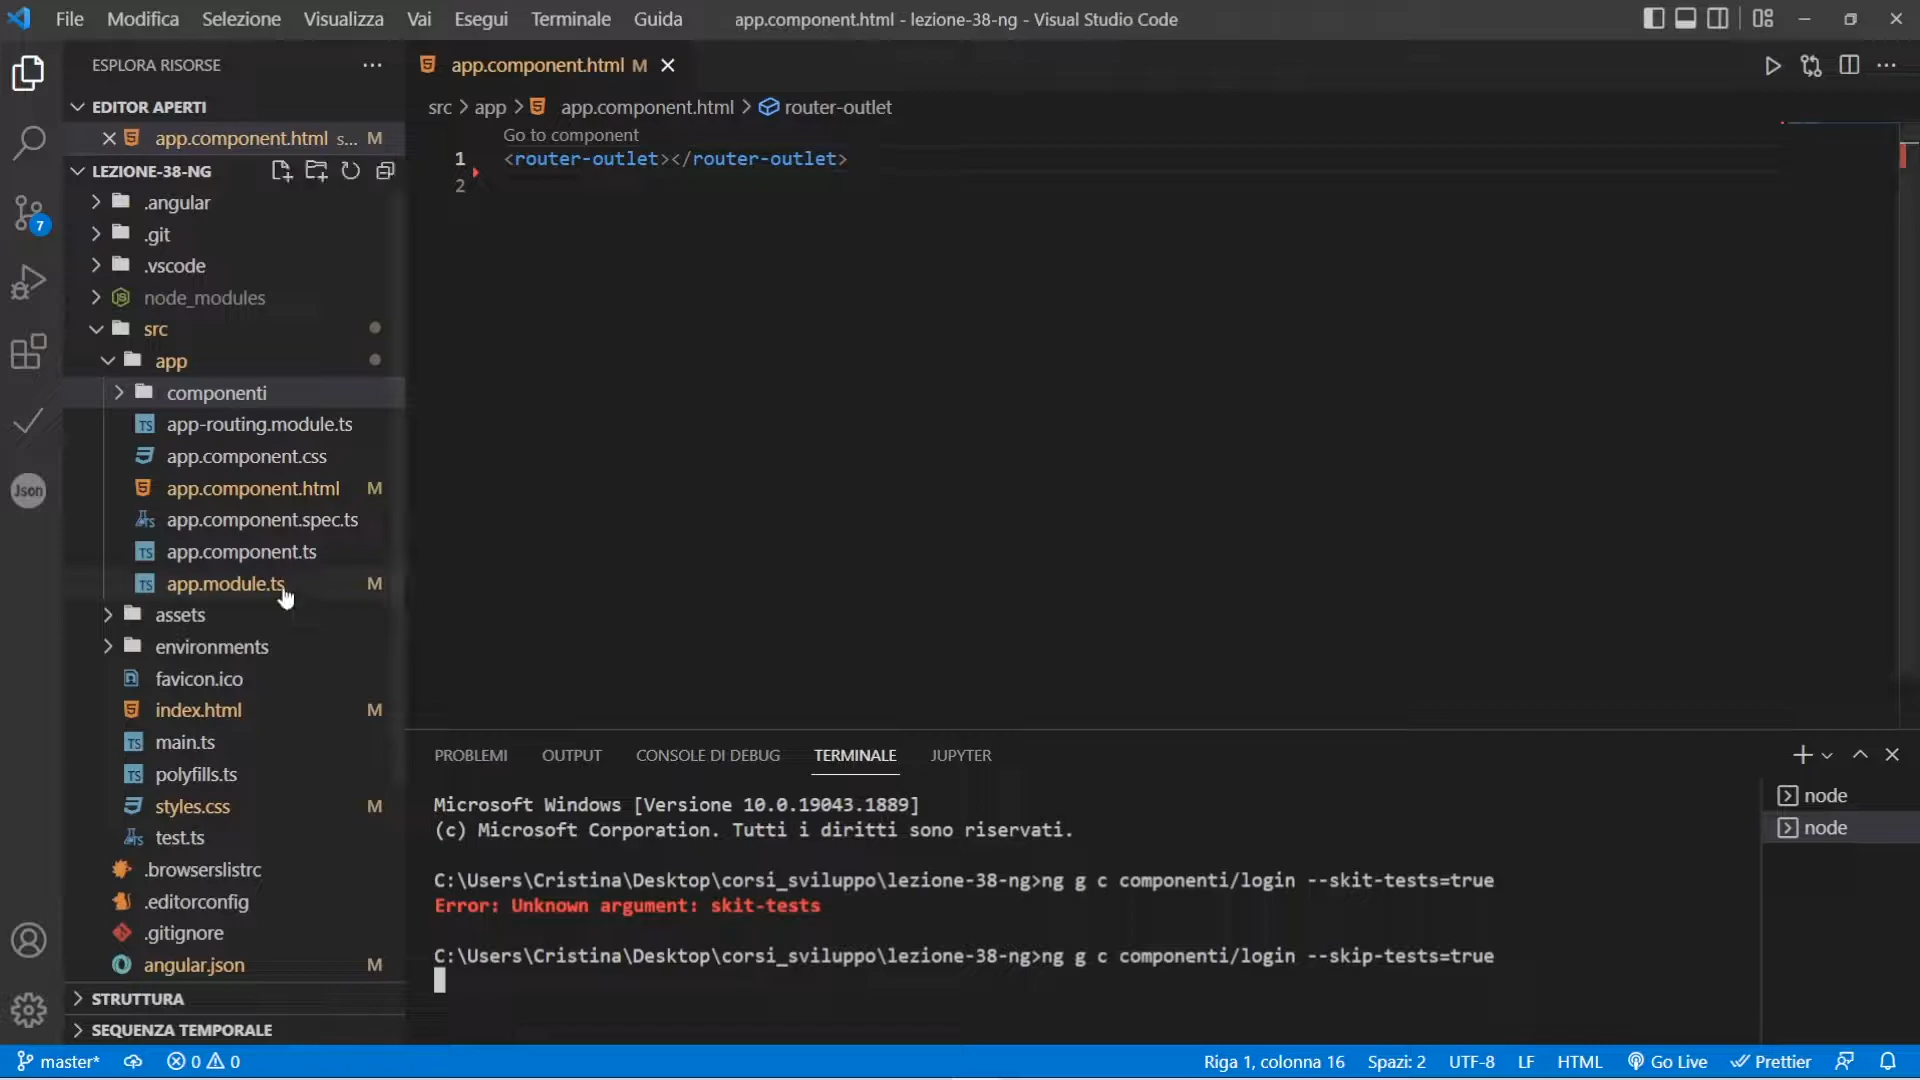 File Modifica Selezione Visualizza Vai Esegui Terminale Guida
app.component.html - lezione-38-ng - Visual Studio Code
ESPLORA RISORSE
EDITOR APERTI
app.component.html s... M
LEZIONE-38-NG
.angular
.git
.vscode
node_modules
src
app
componenti
app-routing.module.ts
app.component.css
app.component.html M
app.component.spec.ts
app.component.ts
app.module.ts M
assets
environments
favicon.ico
index.html M
main.ts
polyfills.ts
styles.css M
test.ts
.browserslistrc
.editorconfig
.gitignore
angular.json M
STRUTTURA
SEQUENZA TEMPORALE
7
Json
app.component.html M
src > app > app.component.html > router-outlet
Go to component
1 <router-outlet></router-outlet>
2
PROBLEMI OUTPUT CONSOLE DI DEBUG TERMINALE JUPYTER
Microsoft Windows [Versione 10.0.19043.1889]
(c) Microsoft Corporation. Tutti i diritti sono riservati.
C:\Users\Cristina\Desktop\corsi_sviluppo\lezione-38-ng>ng g c componenti/login --skit-tests=true
Error: Unknown argument: skit-tests
C:\Users\Cristina\Desktop\corsi_sviluppo\lezione-38-ng>ng g c componenti/login --skip-tests=true
node
node
master* 0 0
Riga 1, colonna 16 Spazi: 2 UTF-8 LF HTML Go Live Prettier